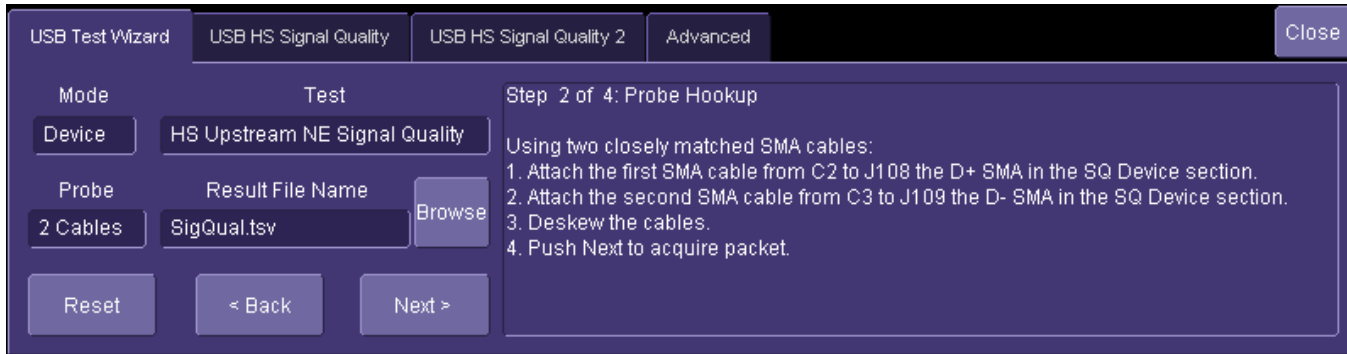 USB Test Wizard
USB HS Signal Quality
USB HS Signal Quality 2
Advanced
Close
Mode
Test
Device
HS Upstream NE Signal Quality
Probe
Result File Name
2 Cables
SigQual.tsv
Browse
Reset
< Back
Next >
Step 2 of 4: Probe Hookup
Using two closely matched SMA cables:
1. Attach the first SMA cable from C2 to J108 the D+ SMA in the SQ Device section.
2. Attach the second SMA cable from C3 to J109 the D- SMA in the SQ Device section.
3. Deskew the cables.
4. Push Next to acquire packet.